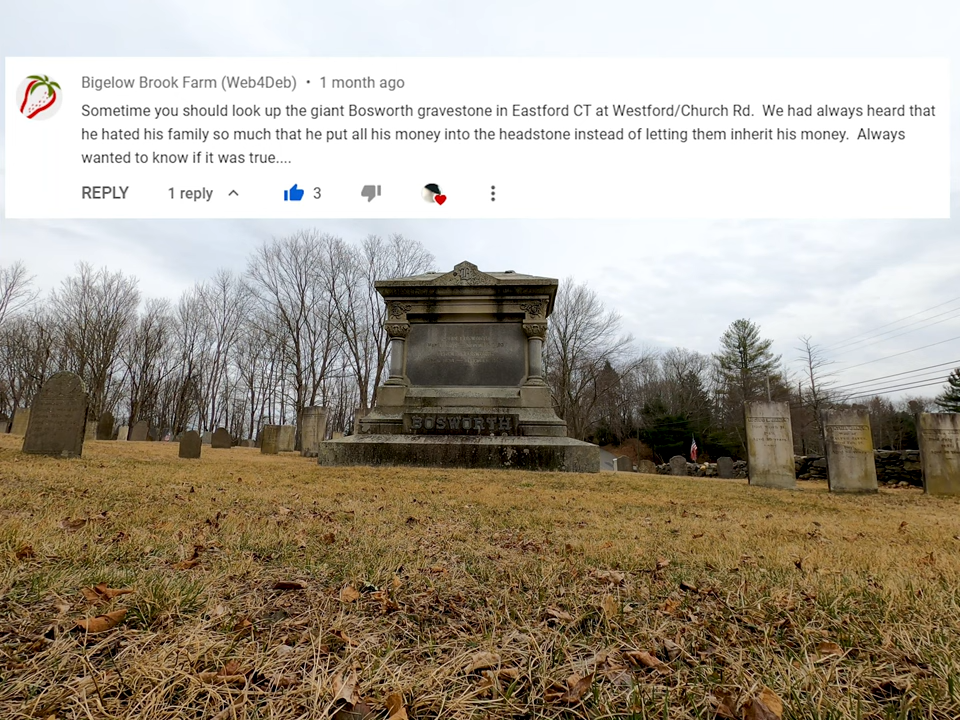 Bigelow Brook Farm (Web4Deb) • 1 month ago
Sometime you should look up the giant Bosworth gravestone in Eastford CT at Westford/Church Rd. We had always heard that
he hated his family so much that he put all his money into the headstone instead of letting them inherit his money. Always
wanted to know if it was true....
REPLY 1 reply 3
B
BOSWORTH